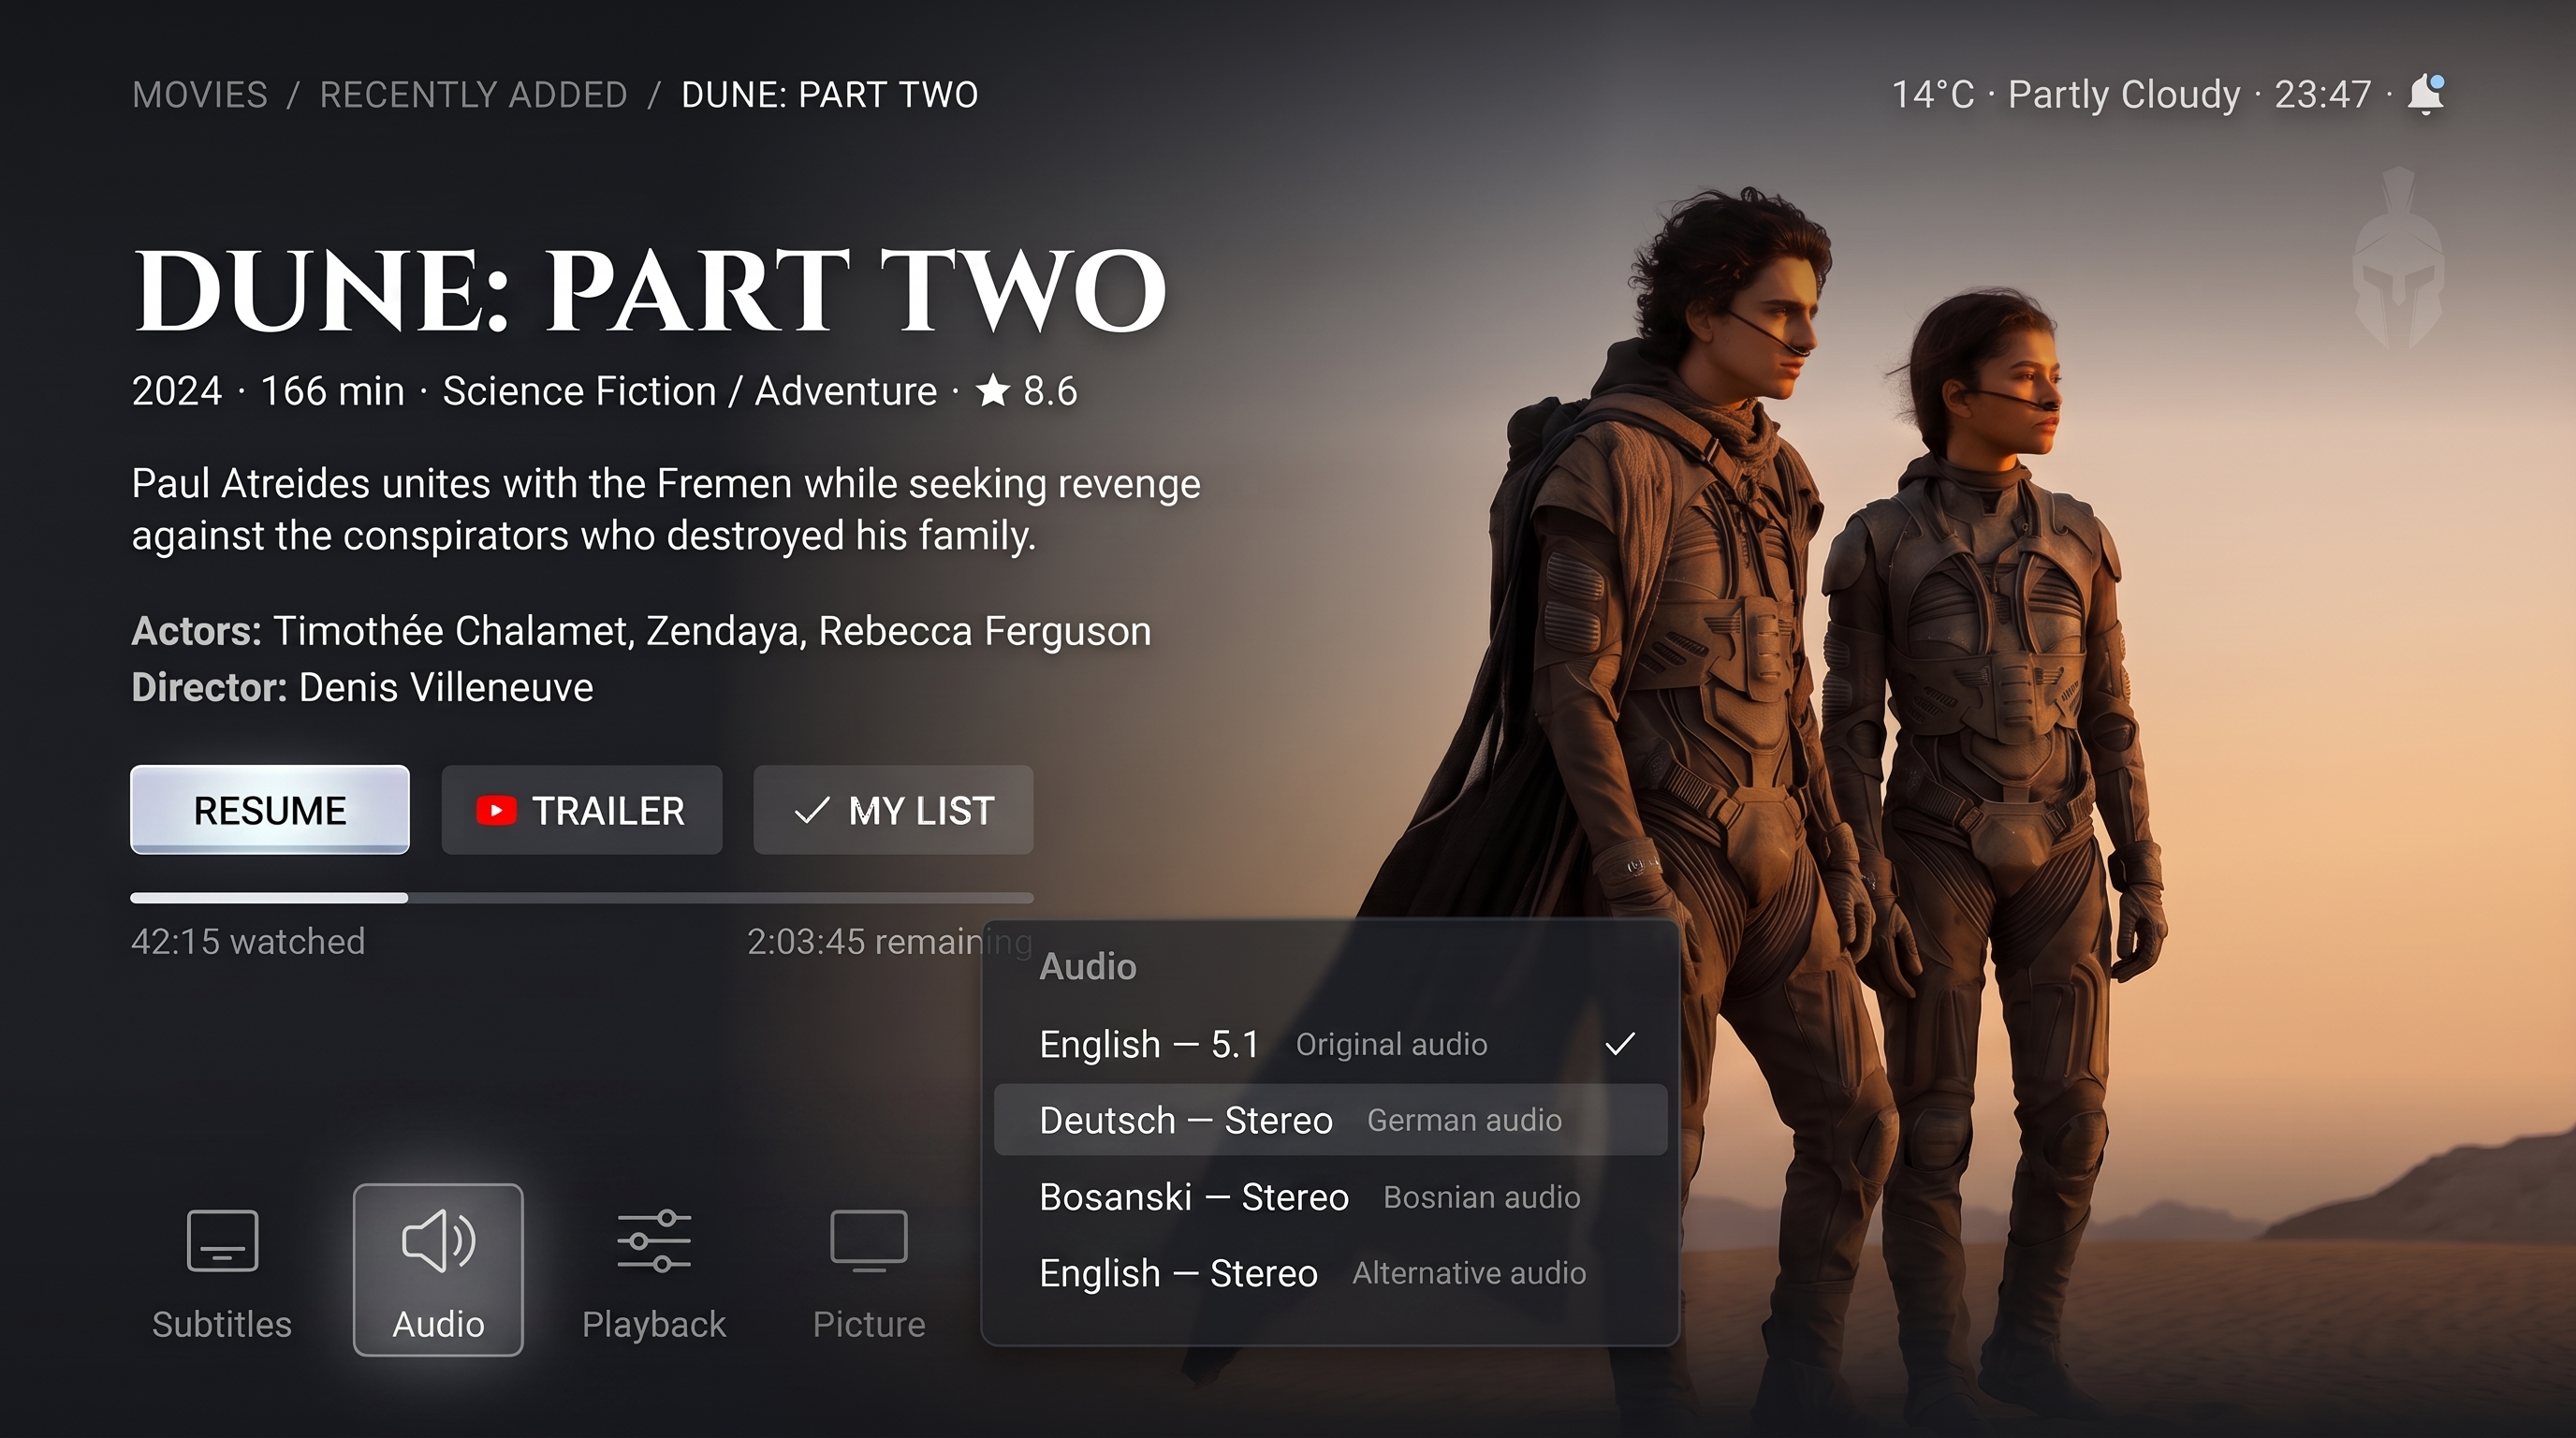 MOVIES / RECENTLY ADDED / DUNE: PART TWO
14°C · Partly Cloudy · 23:47 ·
DUNE: PART TWO
2024 · 166 min · Science Fiction / Adventure · ★ 8.6
Paul Atreides unites with the Fremen while seeking revenge
against the conspirators who destroyed his family.
Actors: Timothée Chalamet, Zendaya, Rebecca Ferguson
Director: Denis Villeneuve
RESUME
TRAILER
✓ MY LIST
42:15 watched
2:03:45 remaining
Audio
English — 5.1 Original audio ✓
Deutsch — Stereo German audio
Bosanski — Stereo Bosnian audio
English — Stereo Alternative audio
Subtitles
Audio
Playback
Picture